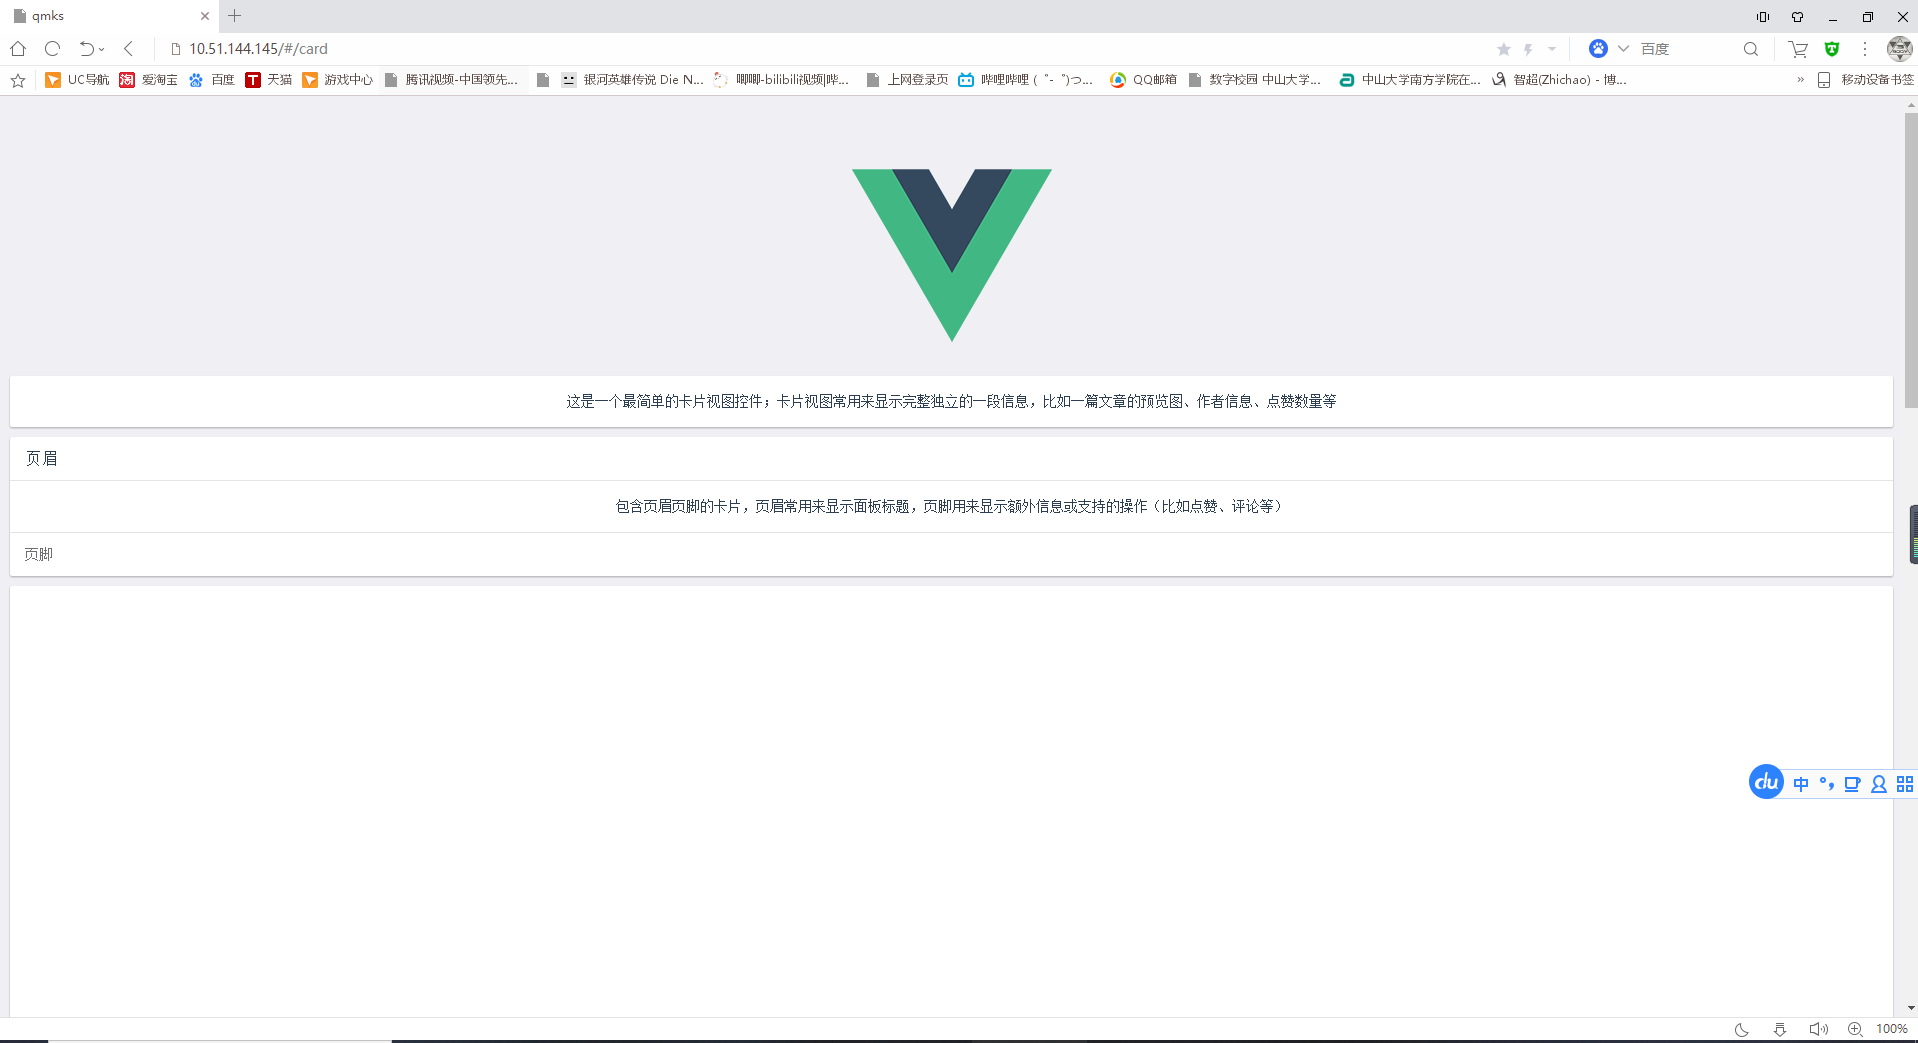 qmks
10.51.144.145/#/card
百度
UC导航 爱淘宝 百度 天猫 游戏中心 腾讯视频-中国领先... 银河英雄传说 Die N... 唧唧-bilibili视频|哔... 上网登录页 哔哩哔哩 (゜-゜)つ... QQ邮箱 数字校园 中山大学... 中山大学南方学院在... 智超(Zhichao) - 博... » 移动设备书签
这是一个最简单的卡片视图控件；卡片视图常用来显示完整独立的一段信息，比如一篇文章的预览图、作者信息、点赞数量等
页眉
包含页眉页脚的卡片，页眉常用来显示面板标题，页脚用来显示额外信息或支持的操作（比如点赞、评论等）
页脚
du 中
100%